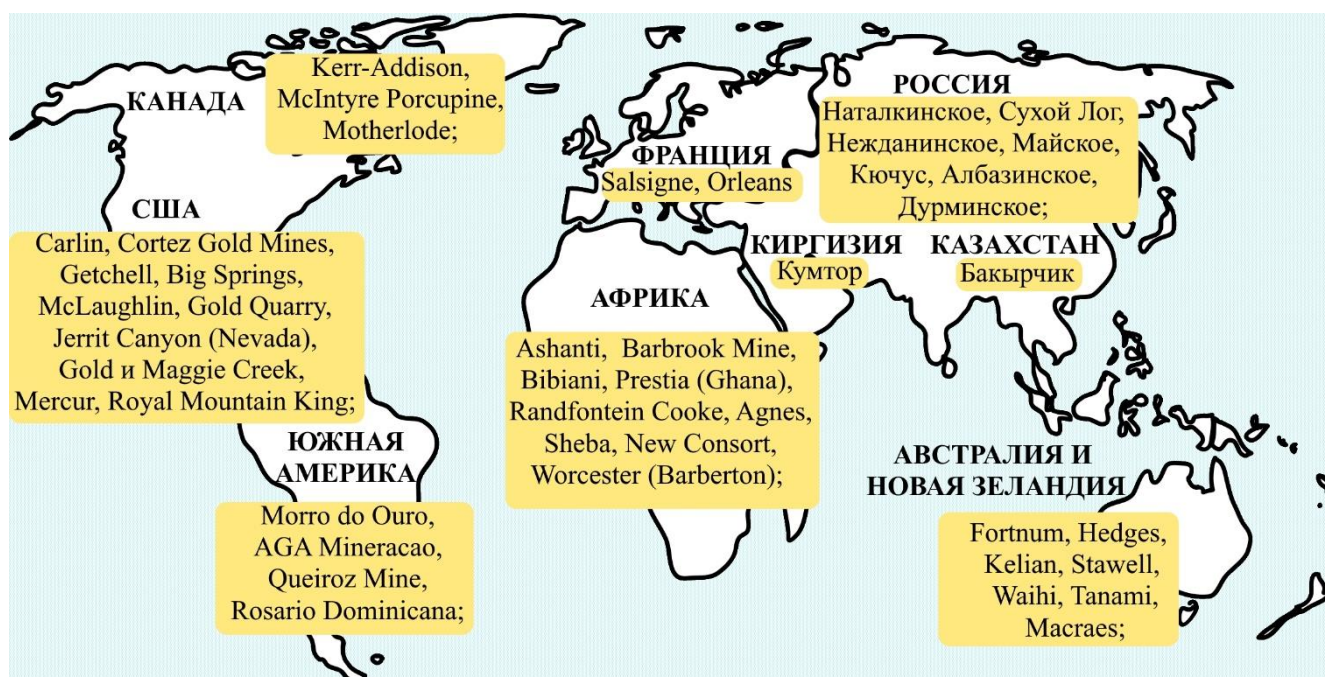 КАНАДА
Kerr-Addison,
McIntyre Porcupine,
Motherlode;
США
Carlin, Cortez Gold Mines,
Getchell, Big Springs,
McLaughlin, Gold Quarry,
Jerrit Canyon (Nevada),
Gold и Maggie Creek,
Mercur, Royal Mountain King;
ЮЖНАЯ
АМЕРИКА
Morro do Ouro,
AGA Mineracao,
Queiroz Mine,
Rosario Dominicana;
ФРАНЦИЯ
Salsigne, Orleans
АФРИКА
Ashanti, Barbrook Mine,
Bibiani, Prestia (Ghana),
Randfontein Cooke, Agnes,
Sheba, New Consort,
Worcester (Barberton);
РОССИЯ
Наталкинское, Сухой Лог,
Нежданинское, Майское,
Кючус, Албазинское,
Дурминское;
КИРГИЗИЯ
Кумтор
КАЗАХСТАН
Бакырчик
АВСТРАЛИЯ И
НОВАЯ ЗЕЛАНДИЯ
Fortnum, Hedges,
Kelian, Stawell,
Waihi, Tanami,
Macraes;